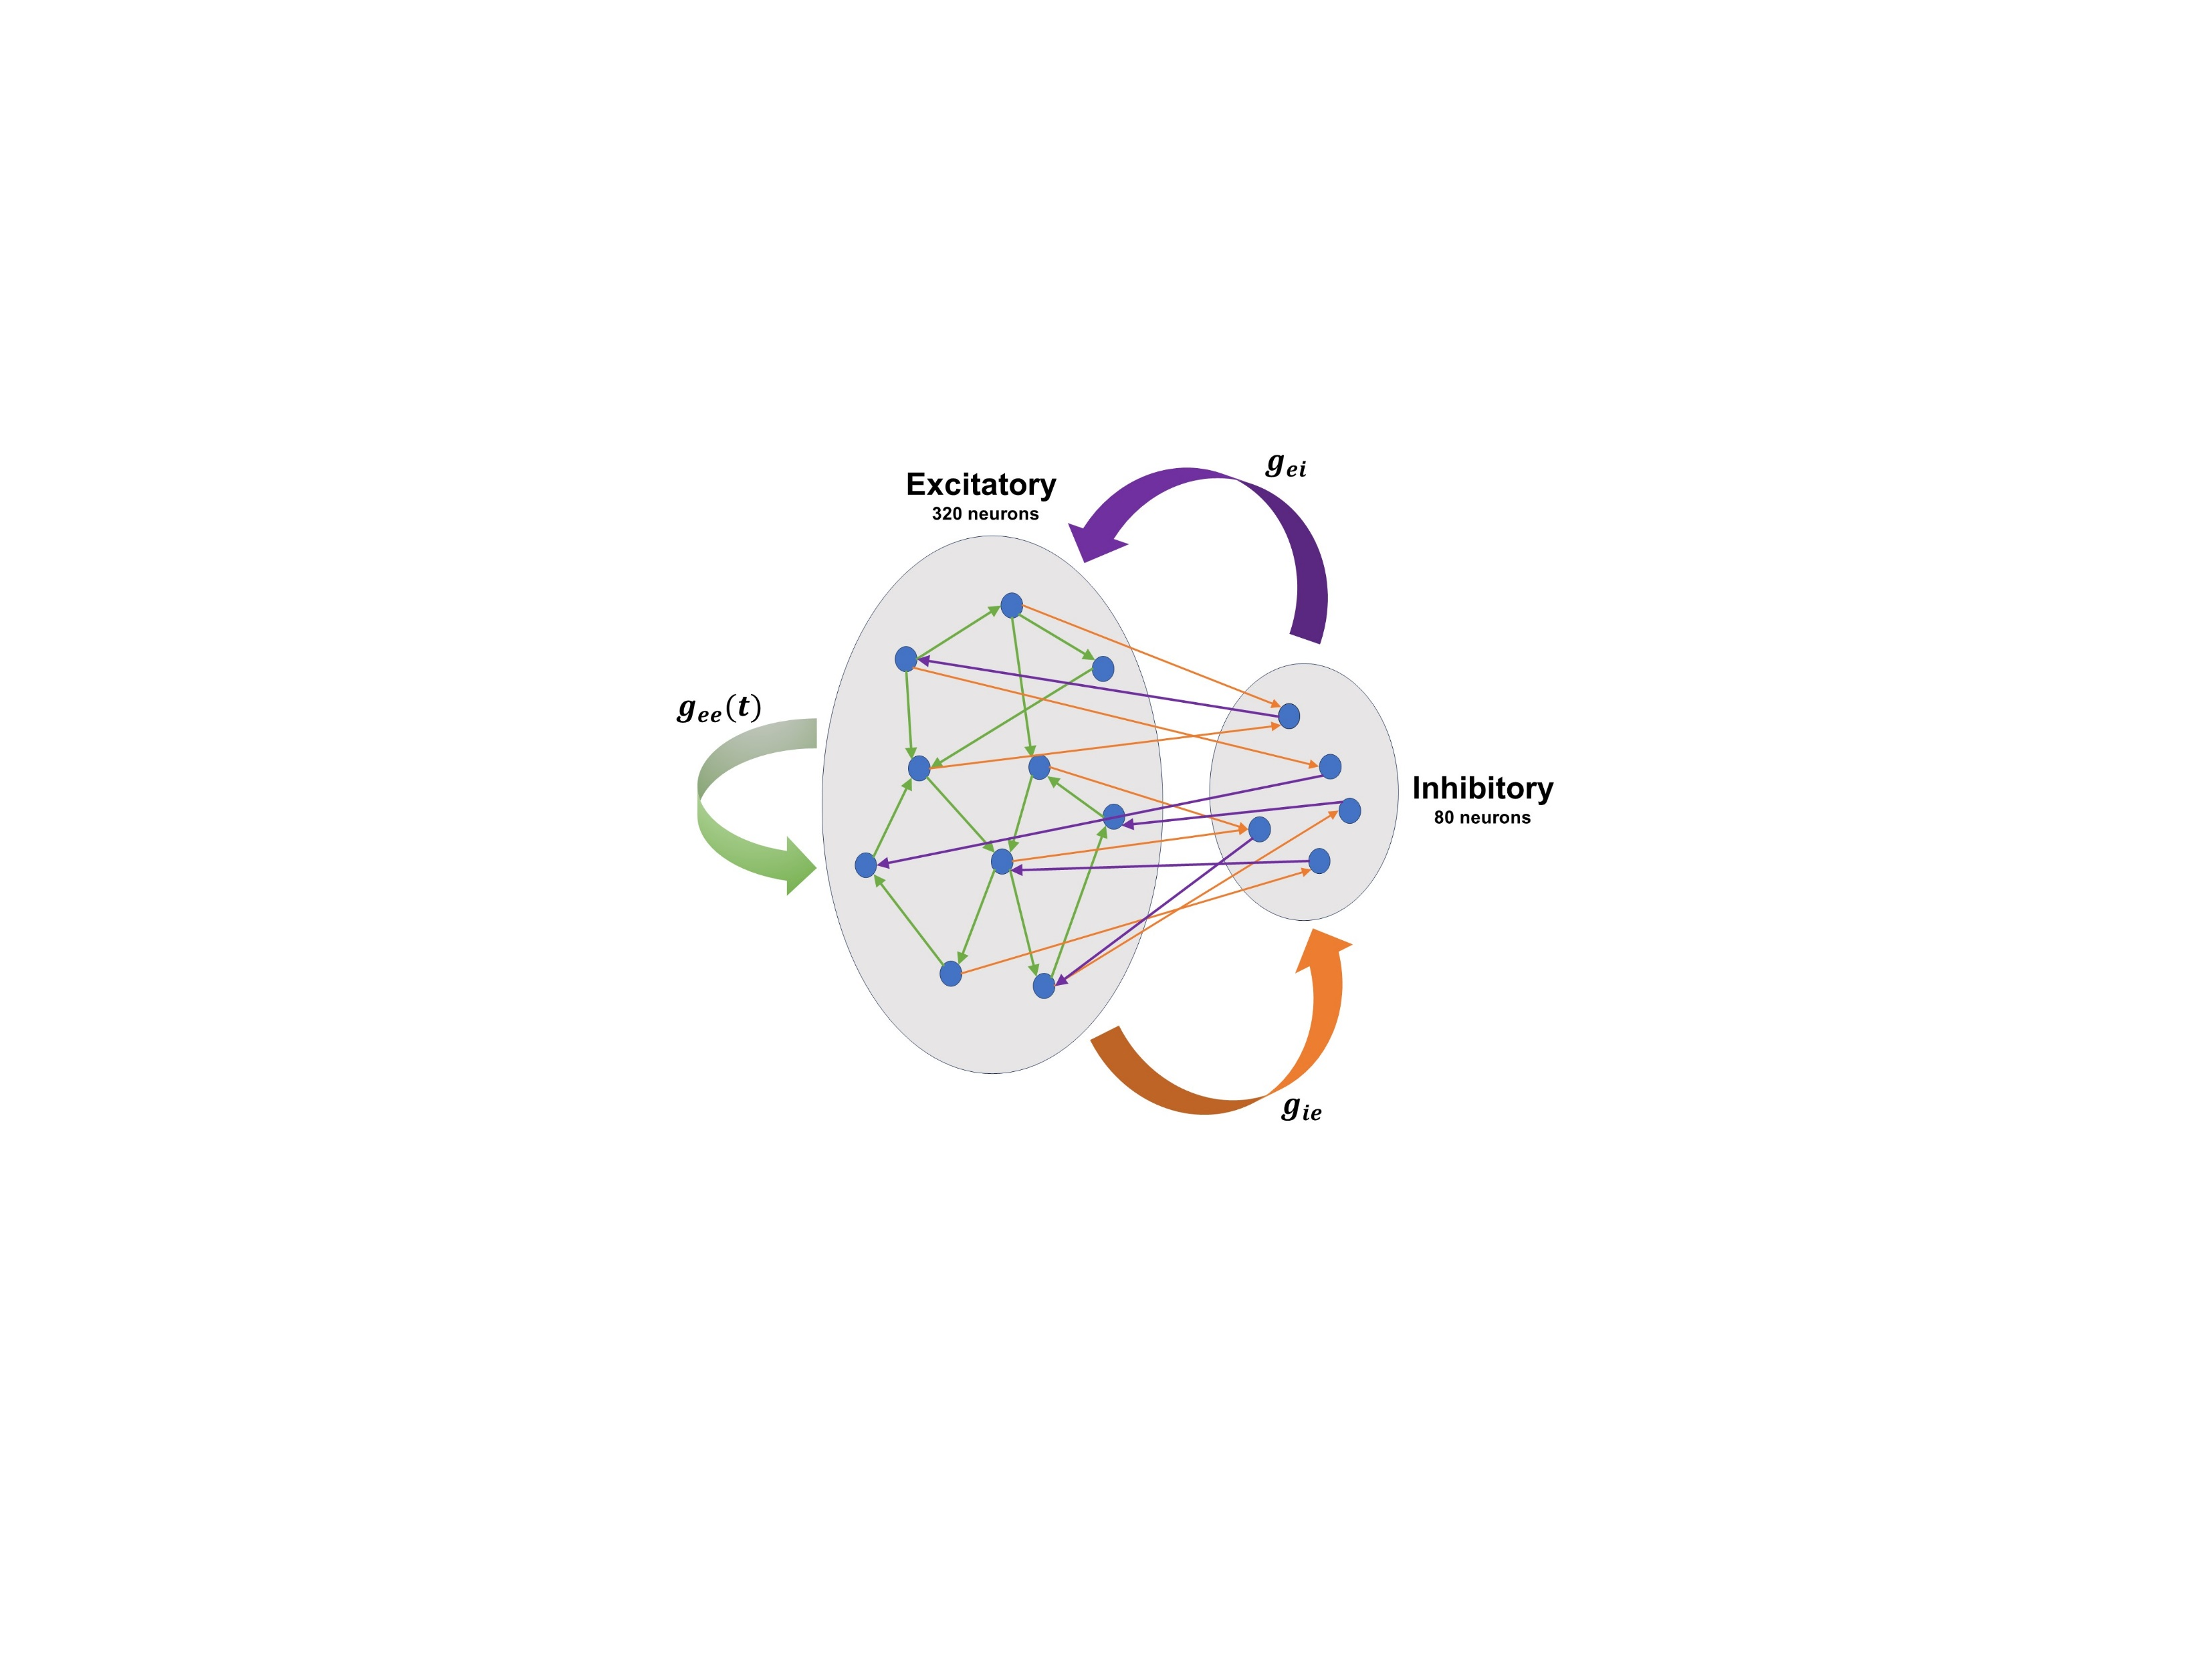 g_ei
Excitatory
320 neurons
g_ee(t)
Inhibitory
80 neurons
g_ie